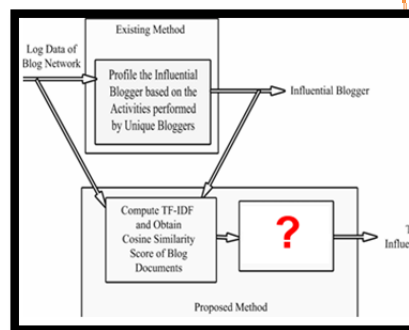 Existing Method
Log Data of
Blog Network
Profile the Influential
Blogger based on the
Activities performed
by Unique Bloggers
Influential Blogger
Compute TF-IDF
and Obtain
Cosine Similarity
Score of Blog
Documents
?
T
Influe
Proposed Method